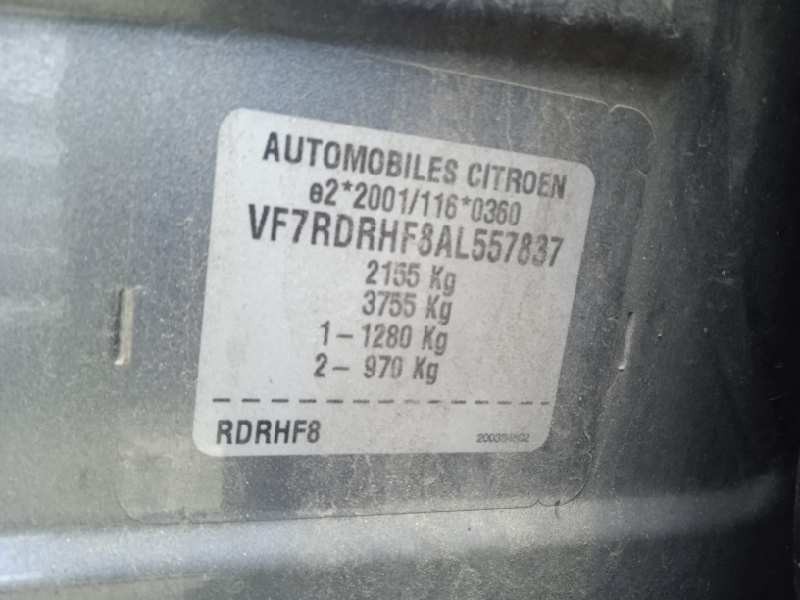 AUTOMOBILES CITROEN
e2*2001/116*0360
VF7RDRHF8AL557837
2155 Kg
3755 Kg
1- 1280 Kg
2- 970 Kg
RDRHF8